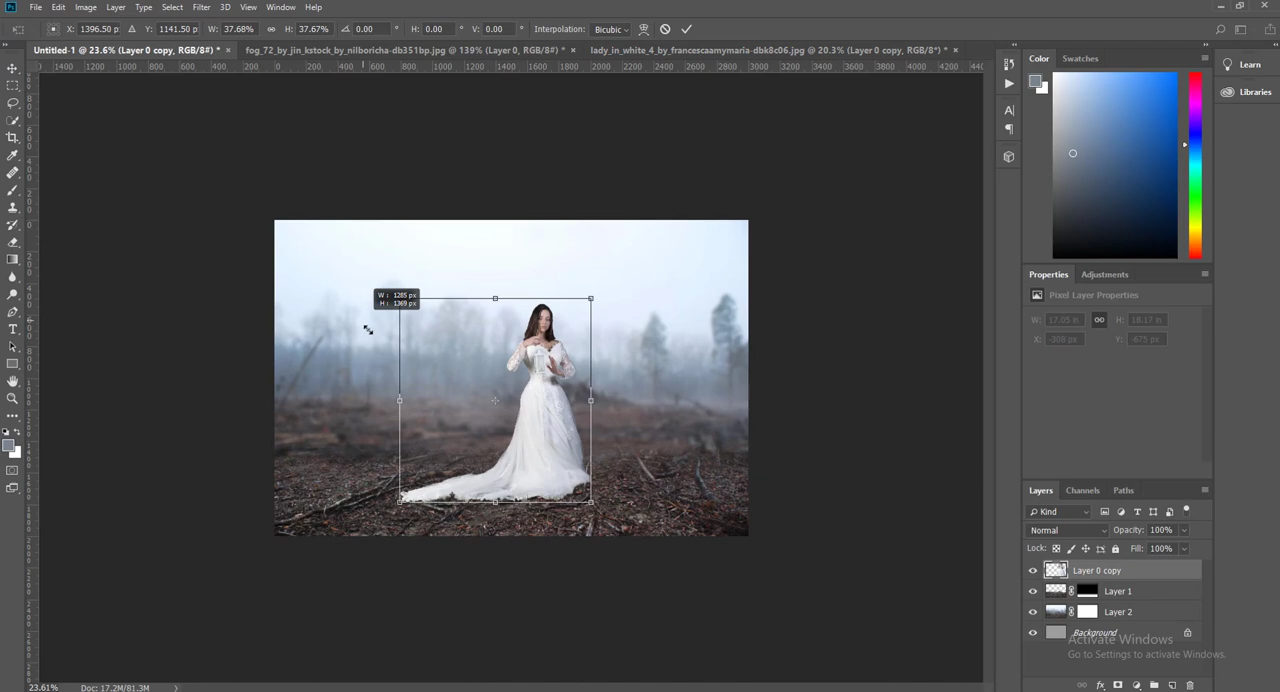 Ps File Edit Image Layer Type Select Filter 3D View Window Help
X: 1396.50 p: Y: 1141.50 p: W: 37.68% H: 37.67% 0.00 ° H: 0.00 ° V: 0.00 ° Interpolation: Bicubic
Untitled-1 @ 23.6% (Layer 0 copy, RGB/8#) * × fog_72_by_jin_kstock_by_nilboricha-db351bp.jpg @ 139% (Layer 0, RGB/8#) * × lady_in_white_4_by_francescaamymaria-dbk8c06.jpg @ 20.3% (Layer 0 copy, RGB/8#*) * ×
1400 1200 1000 800 600 400 200 0 200 400 600 800 1000 1200 1400 1600 1800 2000 2200 2400 2600 2800 3000 3200 3400 3600 3800 4000 4200
Color Swatches
Learn
Libraries
W: 1285 px
H: 1369 px
Properties Adjustments
Pixel Layer Properties
W: 17.05 in H: 18.17 in
X: -308 px Y: -675 px
Layers Channels Paths
Kind
Normal Opacity: 100%
Lock: Fill: 100%
Layer 0 copy
Layer 1
Layer 2
Background
Activate Windows
Go to Settings to activate Windows.
23.61% Doc: 17.2M/81.3M